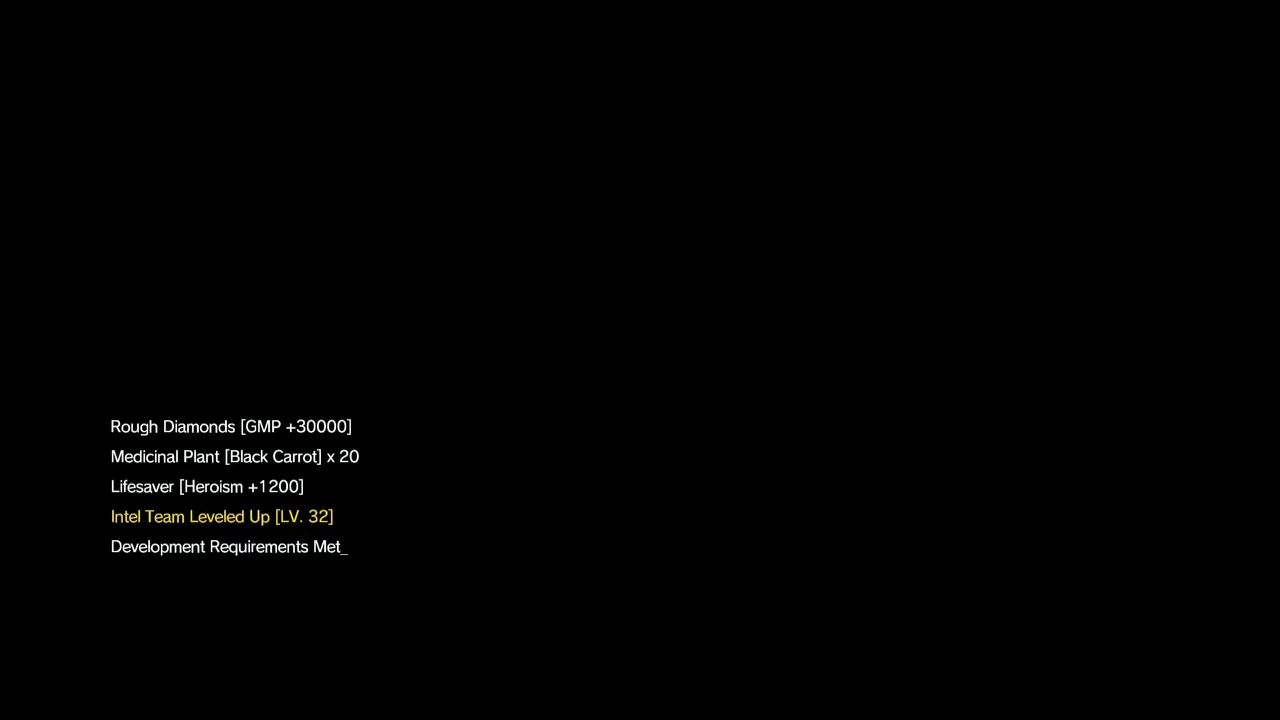 Rough Diamonds [GMP +30000]
Medicinal Plant [Black Carrot] x 20
Lifesaver [Heroism +1200]
Intel Team Leveled Up [LV. 32]
Development Requirements Met_